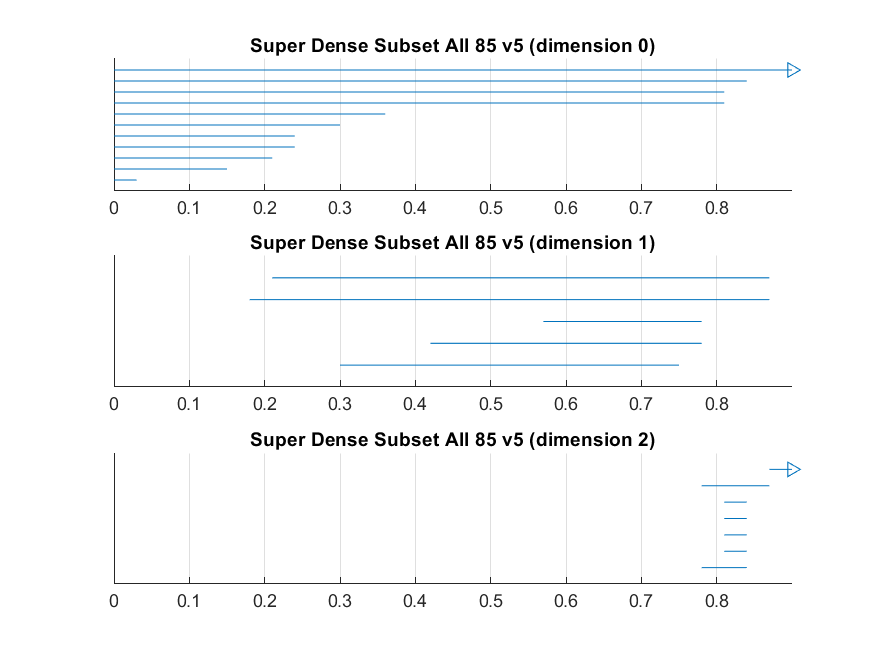 Super Dense Subset All 85 v5 (dimension 0)
0 0.1 0.2 0.3 0.4 0.5 0.6 0.7 0.8
Super Dense Subset All 85 v5 (dimension 1)
0 0.1 0.2 0.3 0.4 0.5 0.6 0.7 0.8
Super Dense Subset All 85 v5 (dimension 2)
0 0.1 0.2 0.3 0.4 0.5 0.6 0.7 0.8